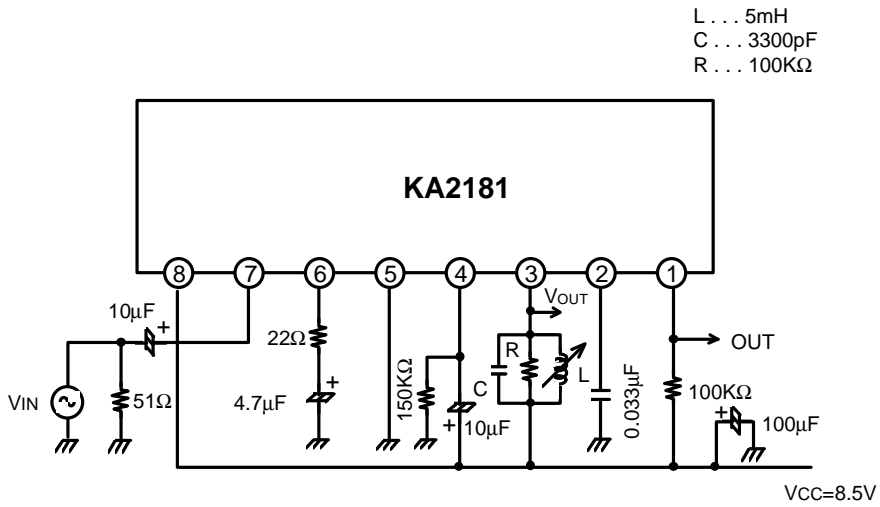 L . . . 5mH
C . . . 3300pF
R . . . 100KΩ
KA2181
8 7 6 5 4 3 2 1
10μF
+
VOUT
OUT
22Ω
R
C
L
VIN
51Ω
4.7μF
+
150KΩ
+
10μF
0.033μF
100KΩ
+
100μF
VCC=8.5V